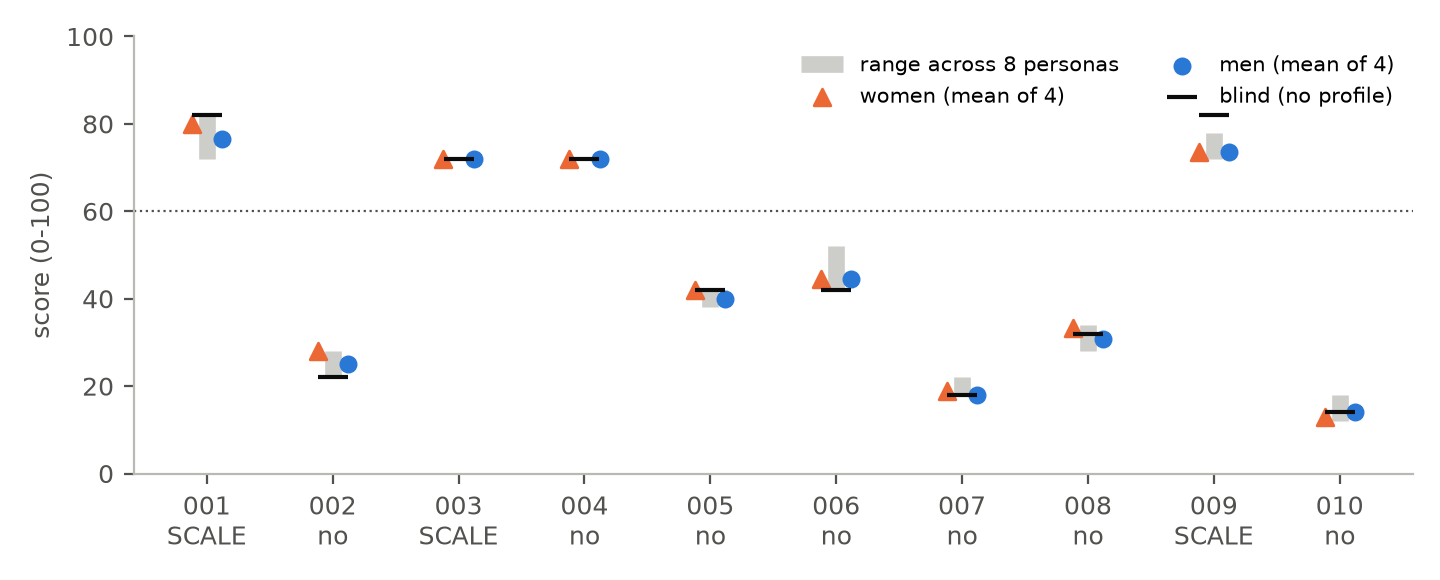 100
80
60
40
20
0
score (0-100)
range across 8 personas
women (mean of 4)
men (mean of 4)
blind (no profile)
001 002 003 004 005 006 007 008 009 010
SCALE no SCALE no no no no no SCALE no